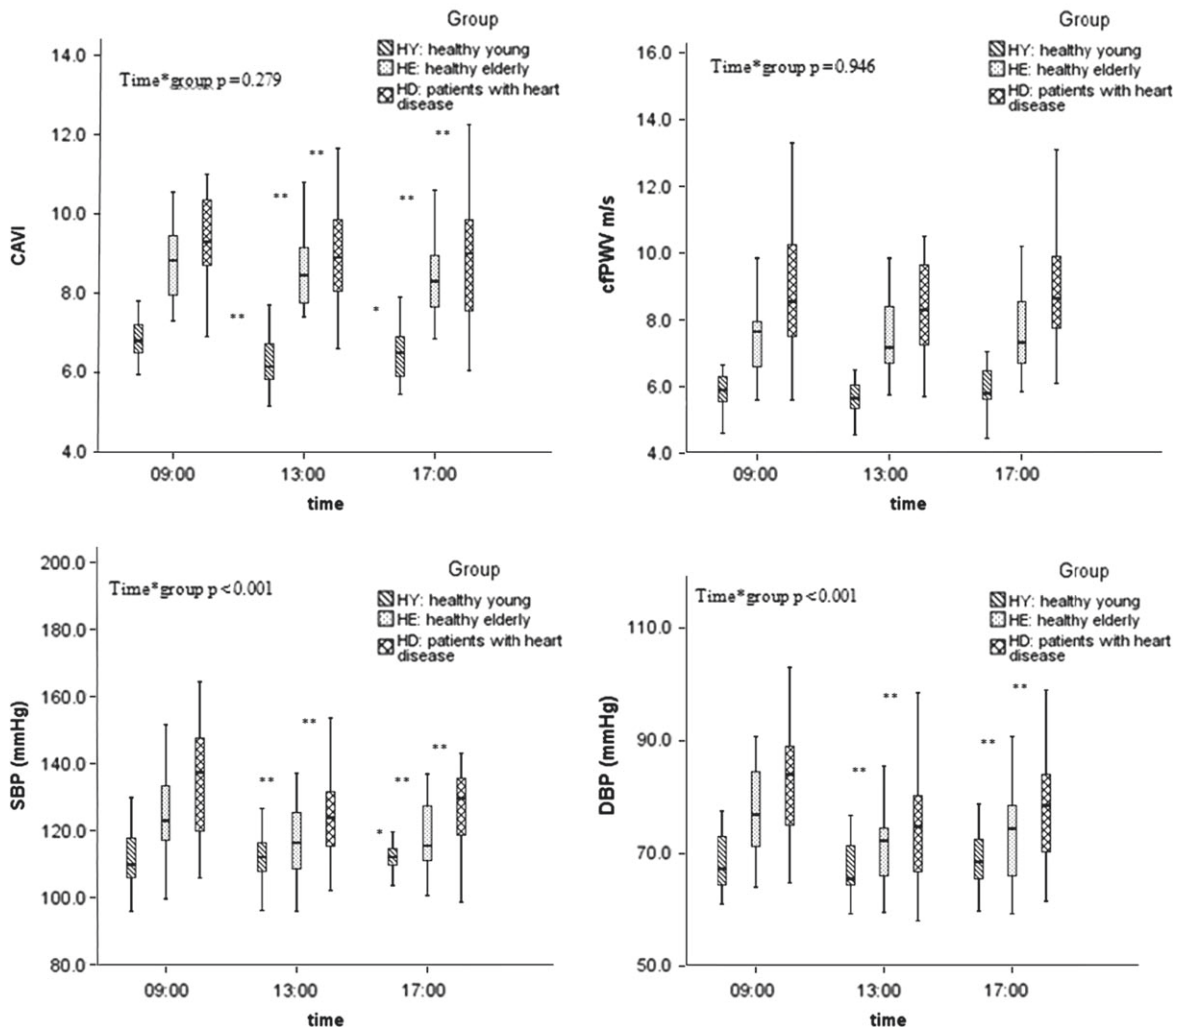 Group
HY: healthy young
HE: healthy elderly
HD: patients with heart
disease
Time*group p=0.279
14.0
12.0
10.0
8.0
6.0
4.0
CAVI
** ** ** ** * **
09:00 13:00 17:00
time
Group
HY: healthy young
HE: healthy elderly
HD: patients with heart
disease
Time*group p=0.946
16.0
14.0
12.0
10.0
8.0
6.0
4.0
cfPWV m/s
09:00 13:00 17:00
time
Group
HY: healthy young
HE: healthy elderly
HD: patients with heart
disease
Time*group p<0.001
200.0
180.0
160.0
140.0
120.0
100.0
80.0
SBP (mmHg)
** ** * ** **
09:00 13:00 17:00
time
Group
HY: healthy young
HE: healthy elderly
HD: patients with heart
disease
Time*group p<0.001
110.0
90.0
70.0
50.0
DBP (mmHg)
** ** ** **
09:00 13:00 17:00
time